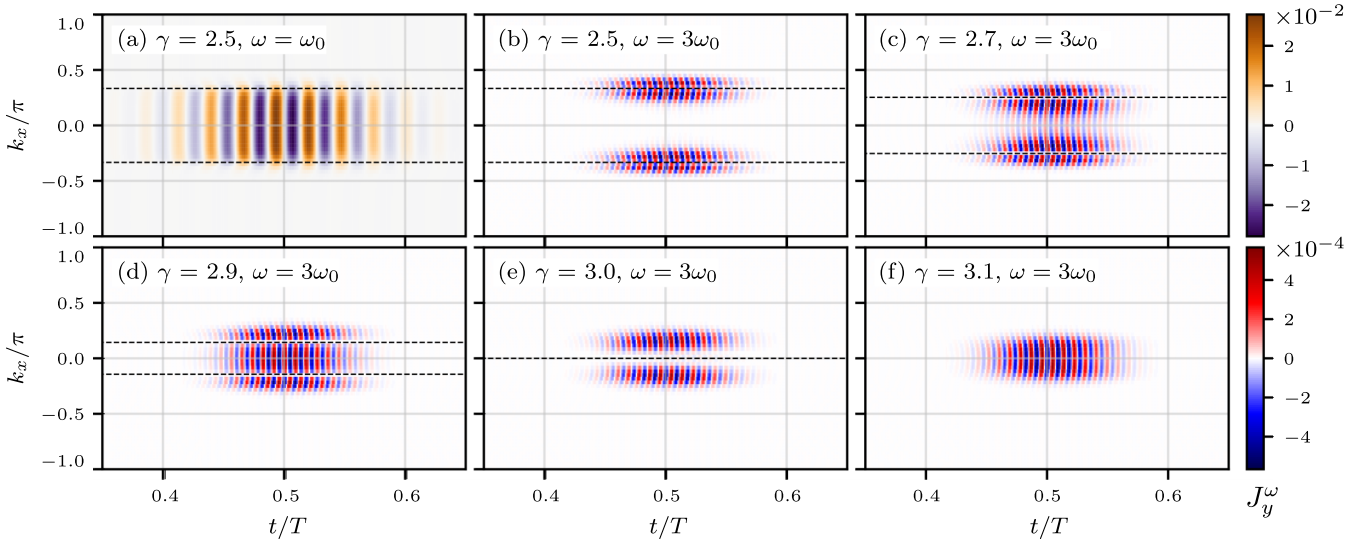 (a) γ = 2.5, ω = ω₀
(b) γ = 2.5, ω = 3ω₀
(c) γ = 2.7, ω = 3ω₀
×10⁻²
kₓ/π
1.0
0.5
0.0
−0.5
−1.0
2
1
0
−1
−2
(d) γ = 2.9, ω = 3ω₀
(e) γ = 3.0, ω = 3ω₀
(f) γ = 3.1, ω = 3ω₀
×10⁻⁴
kₓ/π
1.0
0.5
0.0
−0.5
−1.0
4
2
0
−2
−4
0.4 0.5 0.6
0.4 0.5 0.6
0.4 0.5 0.6
t/T
t/T
t/T
J_y^ω